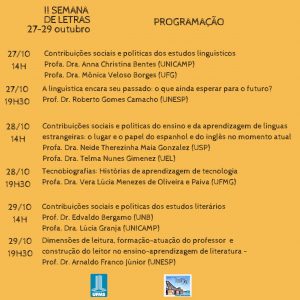 II SEMANA
DE LETRAS
27-29 outubro
PROGRAMAÇÃO
27/10
14H
Contribuições sociais e políticas dos estudos linguísticos
Profa. Dra. Anna Christina Bentes (UNICAMP)
Profa. Dra. Mônica Veloso Borges (UFG)
27/10
19H30
A linguística encara seu passado: o que ainda esperar para o futuro?
Prof. Dr. Roberto Gomes Camacho (UNESP)
28/10
14H
Contribuições sociais e políticas do ensino e da aprendizagem de línguas
estrangeiras: o lugar e o papel do espanhol e do inglês no momento atual
Profa. Dra. Neide Therezinha Maia González (USP)
Profa. Dra. Telma Nunes Gimenez (UEL)
28/10
19H30
Tecnobiografias: Histórias de aprendizagem de tecnologia
Profa. Dra. Vera Lúcia Menezes de Oliveira e Paiva (UFMG)
29/10
14H
Contribuições sociais e políticas dos estudos literários
Prof. Dr. Edvaldo Bergamo (UNB)
Profa. Dra. Lúcia Granja (UNICAMP)
29/10
19H30
Dimensões de leitura, formação-atuação do professor e
construção do leitor no ensino-aprendizagem de literatura -
Prof. Dr. Arnaldo Franco Júnior (UNESP)
UFMS